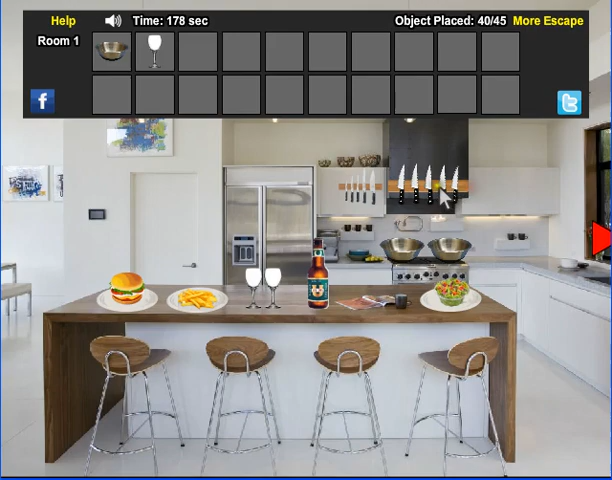 Help
Time: 178 sec
Object Placed: 40/45
More Escape
Room 1
f
t